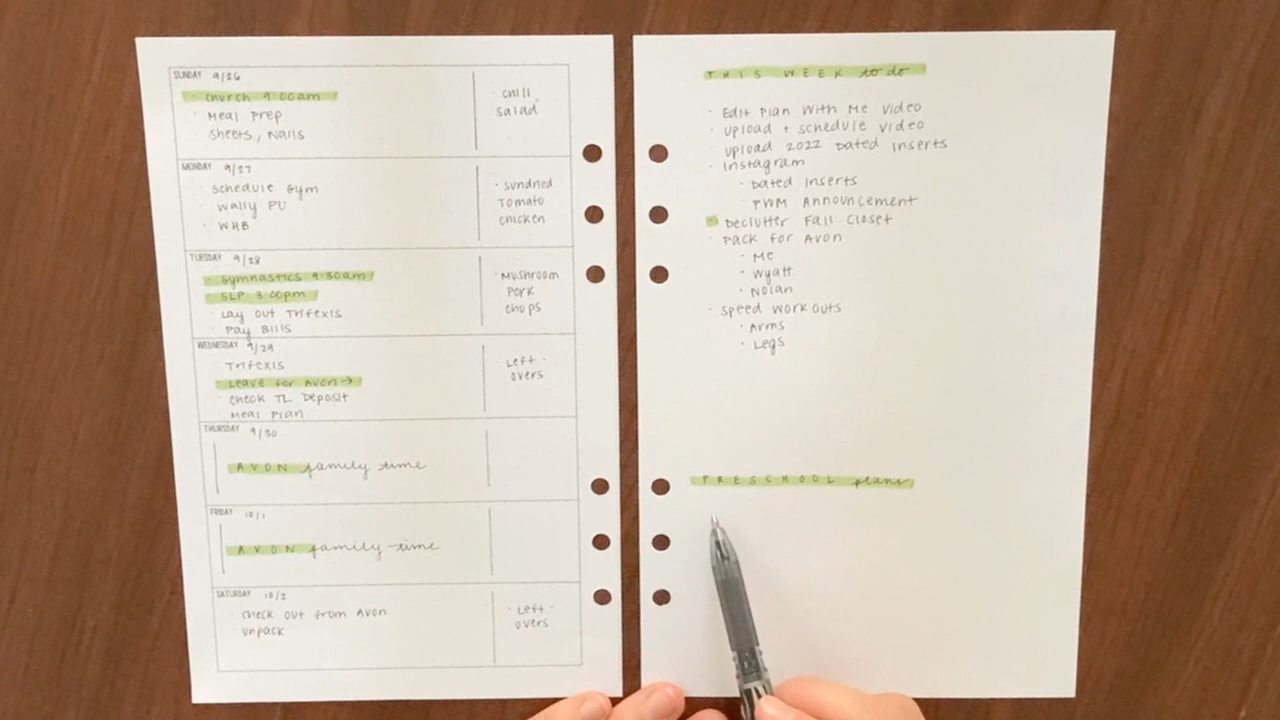 SUNDAY 9/26
· Church 9:00am
· Meal Prep
· Sheets, Nails
· Chili
Salad
MONDAY 9/27
· Schedule Gym
· Wally PU
· WHB
· Sundried
Tomato
Chicken
TUESDAY 9/28
· Gymnastics 9:30am
· SLP 3:00pm
· Lay out Trifexis
· Pay Bills
· Mushroom
Pork
Chops
WEDNESDAY 9/29
· Trifexis
· Leave for Avon →
· Check TL Deposit
· Meal Plan
· Left-
overs
THURSDAY 9/30
AVON family time
FRIDAY 10/1
AVON family time
SATURDAY 10/2
· Check out from Avon
· Unpack
· Left-
overs
THIS WEEK to do
· Edit Plan With Me Video
· Upload + Schedule Video
· Upload 2022 Dated Inserts
· Instagram
· Dated Inserts
· PWM Announcement
· Declutter Fall Closet
· Pack for Avon
· Me
· Wyatt
· Nolan
· Speed Workouts
· Arms
· Legs
PRESCHOOL plans